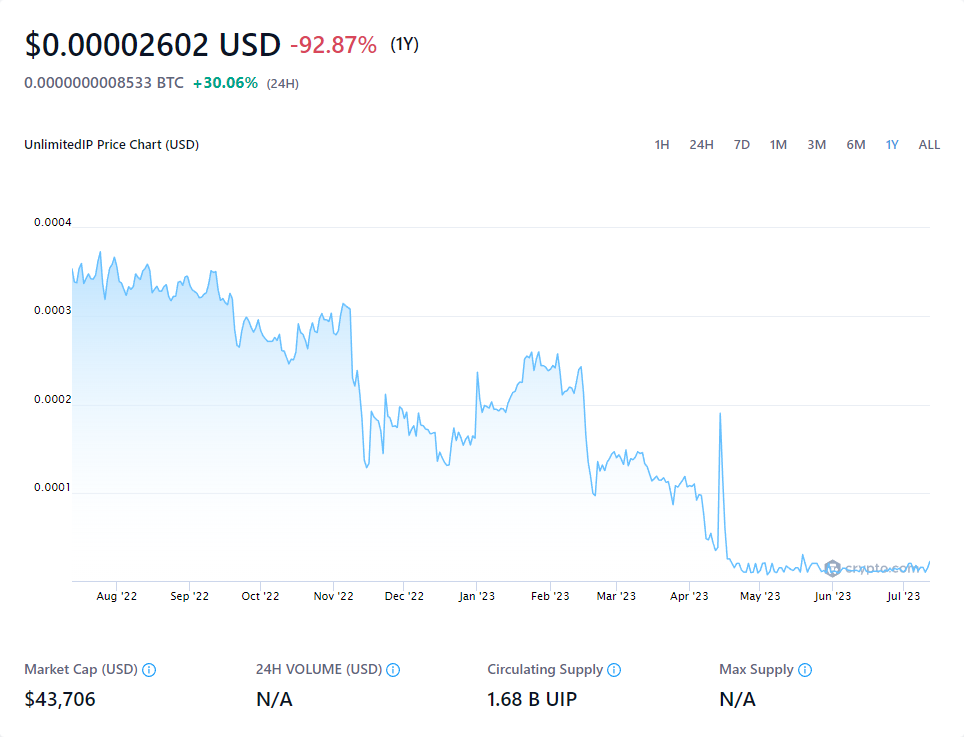 $0.00002602 USD -92.87% (1Y)
0.0000000008533 BTC +30.06% (24H)
UnlimitedIP Price Chart (USD) 1H 24H 7D 1M 3M 6M 1Y ALL
0.0004
0.0003
0.0002
0.0001
crypto.com
Aug '22 Sep '22 Oct '22 Nov '22 Dec '22 Jan '23 Feb '23 Mar '23 Apr '23 May '23 Jun '23 Jul '23
Market Cap (USD) 24H VOLUME (USD) Circulating Supply Max Supply
$43,706 N/A 1.68 B UIP N/A